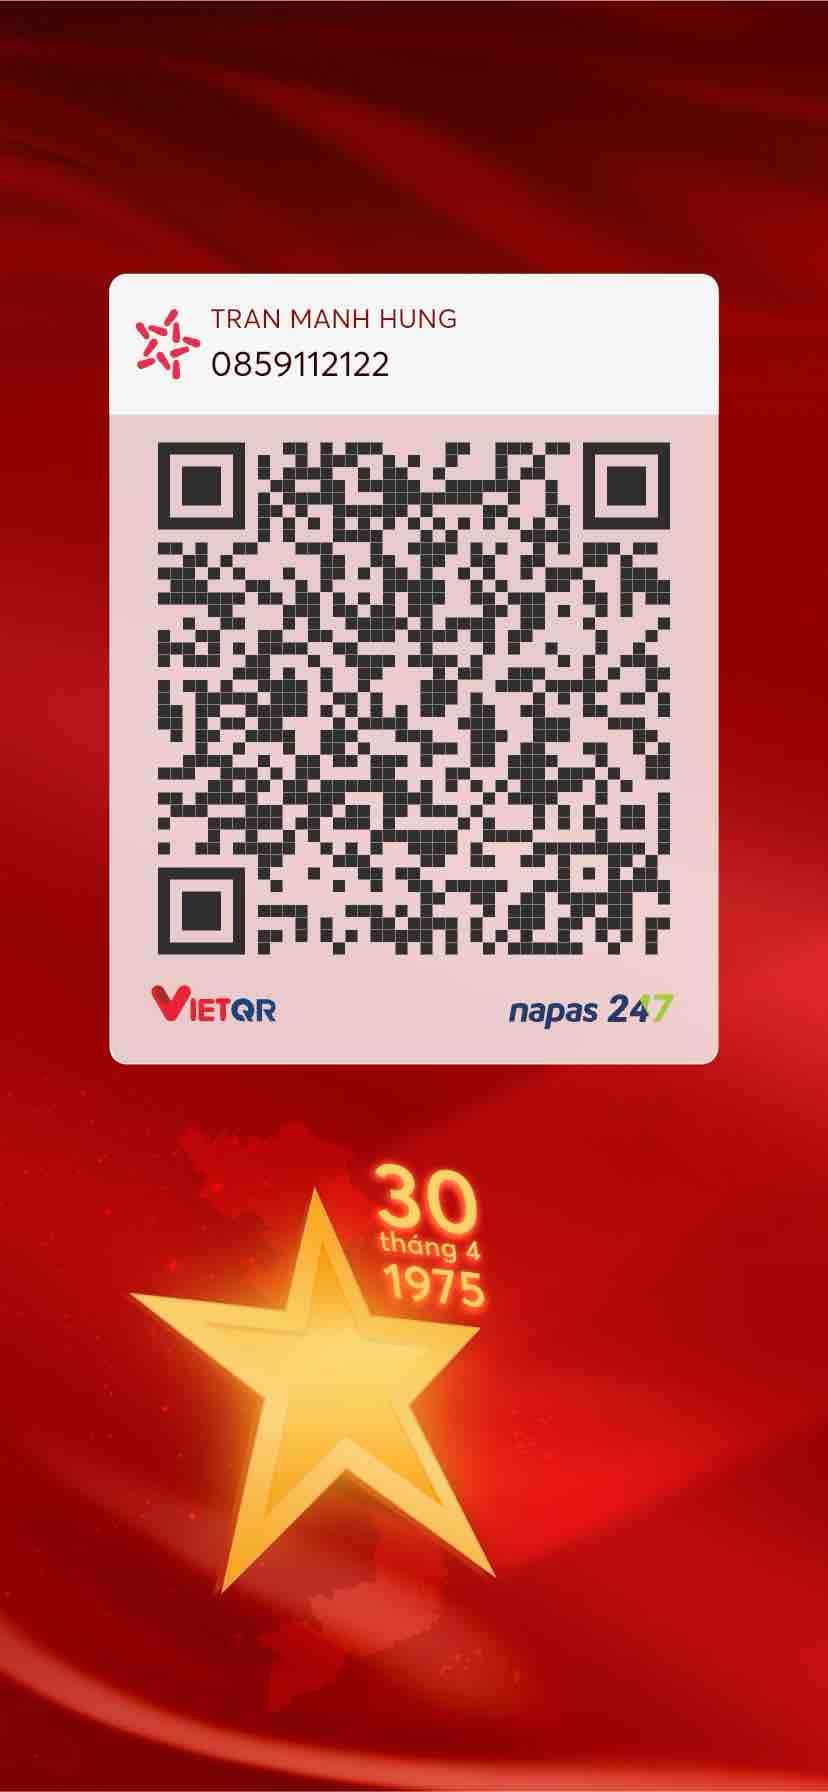 TRAN MANH HUNG
0859112122
VIETQR
napas 247
30
tháng 4
1975